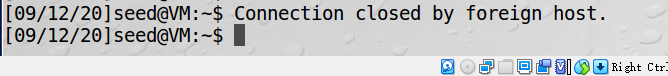 [09/12/20]seed@VM:~$ Connection closed by foreign host.
[09/12/20]seed@VM:~$
Right Ctrl